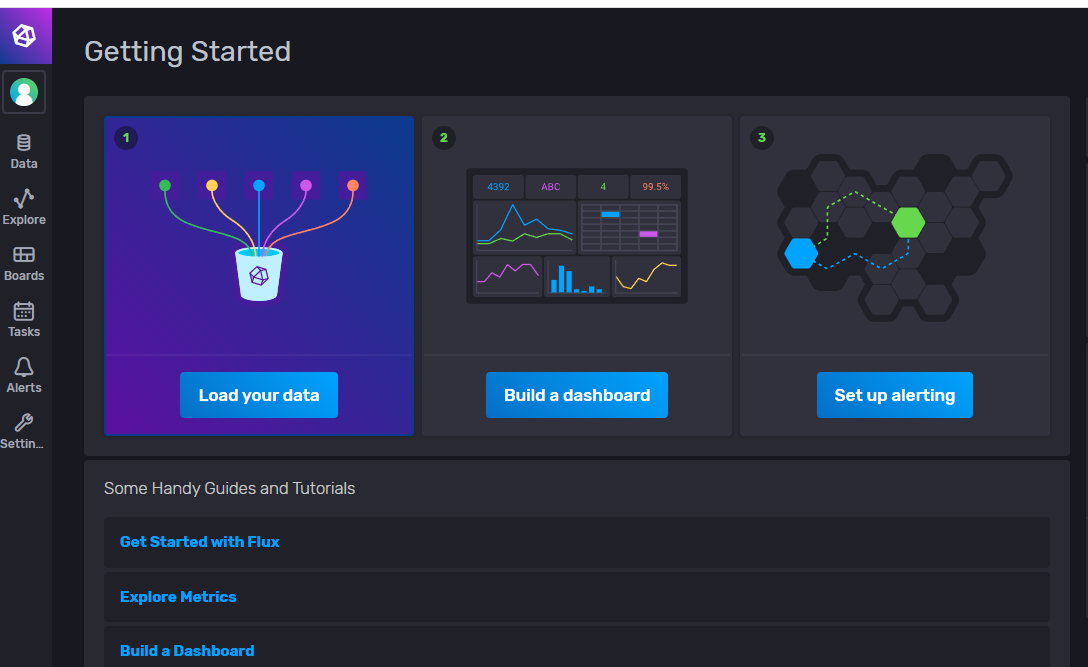 Getting Started
Data
Explore
Boards
Tasks
Alerts
Settin...
1
Load your data
2
4392 ABC 4 99.5%
Build a dashboard
3
Set up alerting
Some Handy Guides and Tutorials
Get Started with Flux
Explore Metrics
Build a Dashboard